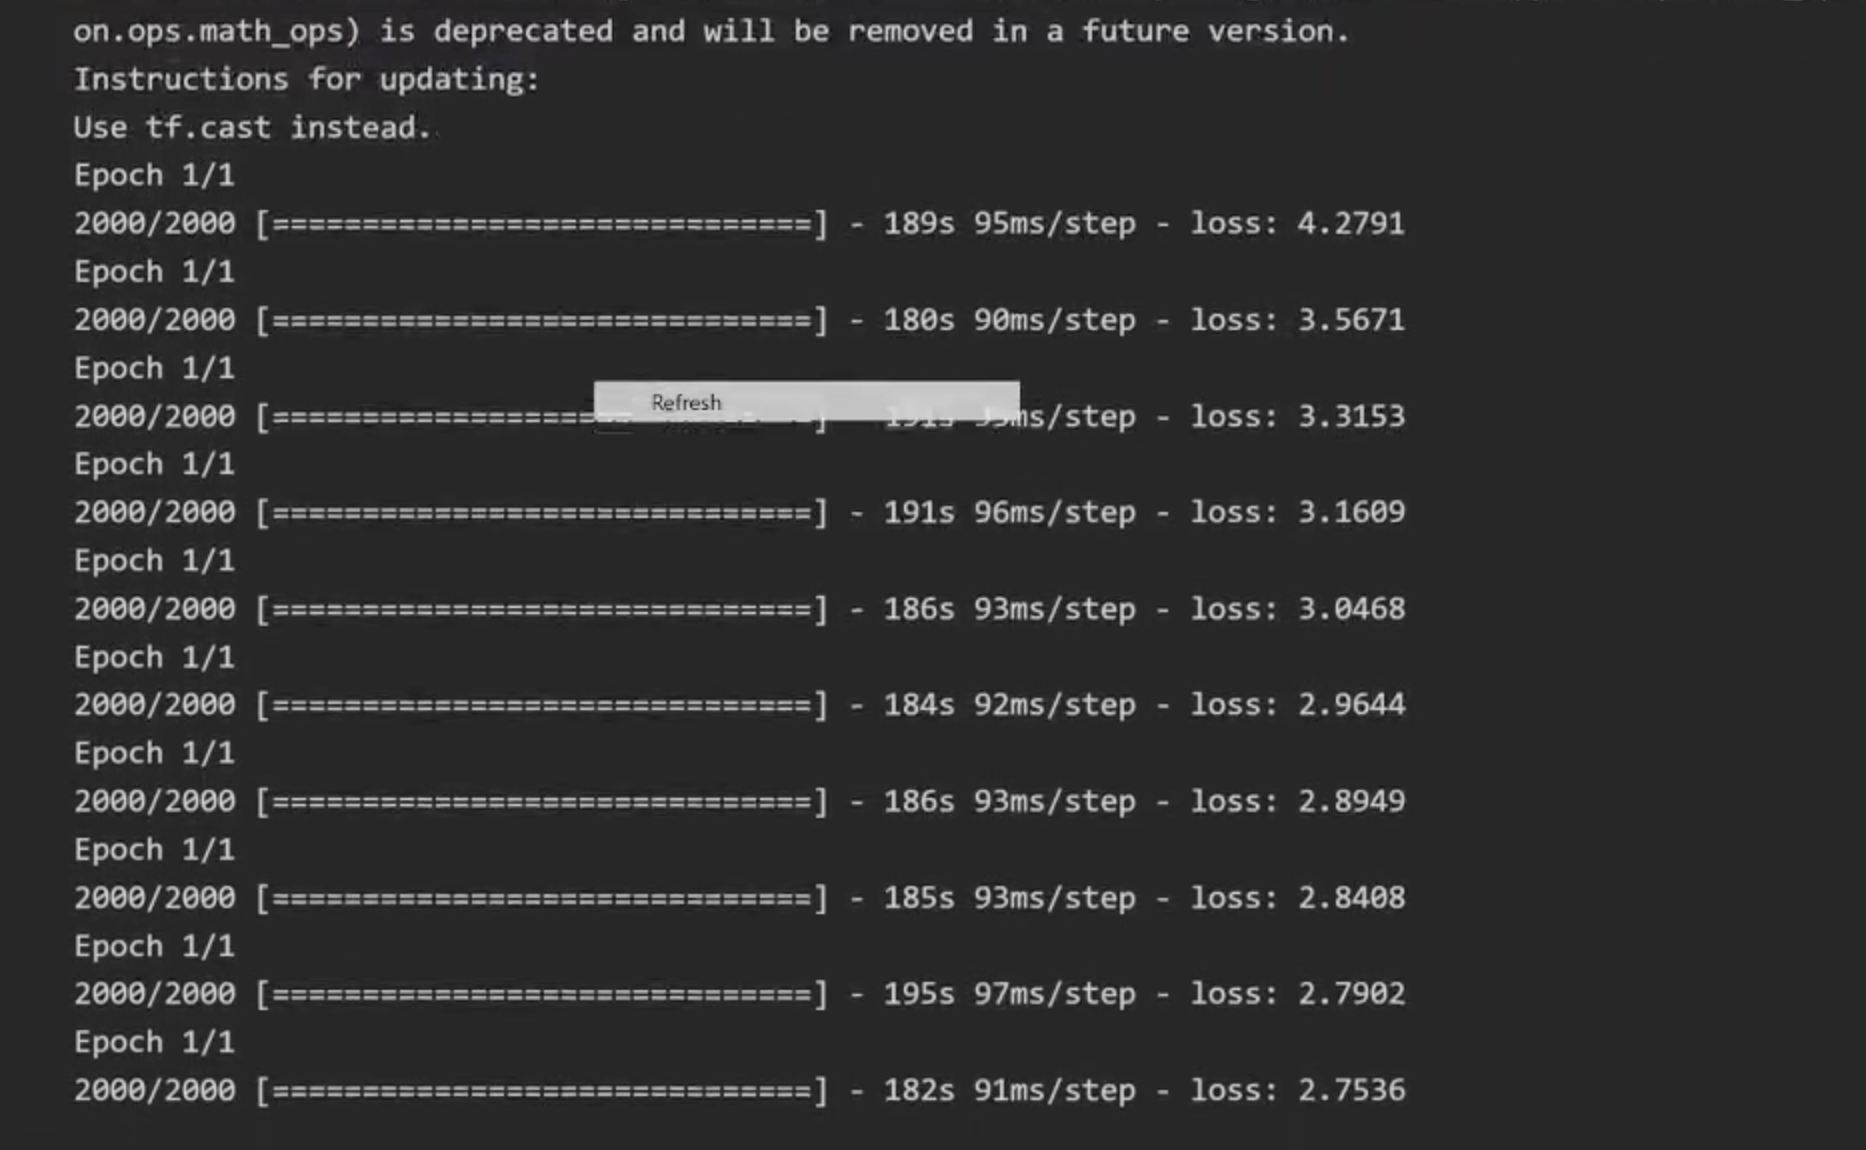 on.ops.math_ops) is deprecated and will be removed in a future version.
Instructions for updating:
Use tf.cast instead.
Epoch 1/1
2000/2000 [==============================] - 189s 95ms/step - loss: 4.2791
Epoch 1/1
2000/2000 [==============================] - 180s 90ms/step - loss: 3.5671
Epoch 1/1
Refresh
2000/2000 [==============================] ms/step - loss: 3.3153
Epoch 1/1
2000/2000 [==============================] - 191s 96ms/step - loss: 3.1609
Epoch 1/1
2000/2000 [==============================] - 186s 93ms/step - loss: 3.0468
Epoch 1/1
2000/2000 [==============================] - 184s 92ms/step - loss: 2.9644
Epoch 1/1
2000/2000 [==============================] - 186s 93ms/step - loss: 2.8949
Epoch 1/1
2000/2000 [==============================] - 185s 93ms/step - loss: 2.8408
Epoch 1/1
2000/2000 [==============================] - 195s 97ms/step - loss: 2.7902
Epoch 1/1
2000/2000 [==============================] - 182s 91ms/step - loss: 2.7536